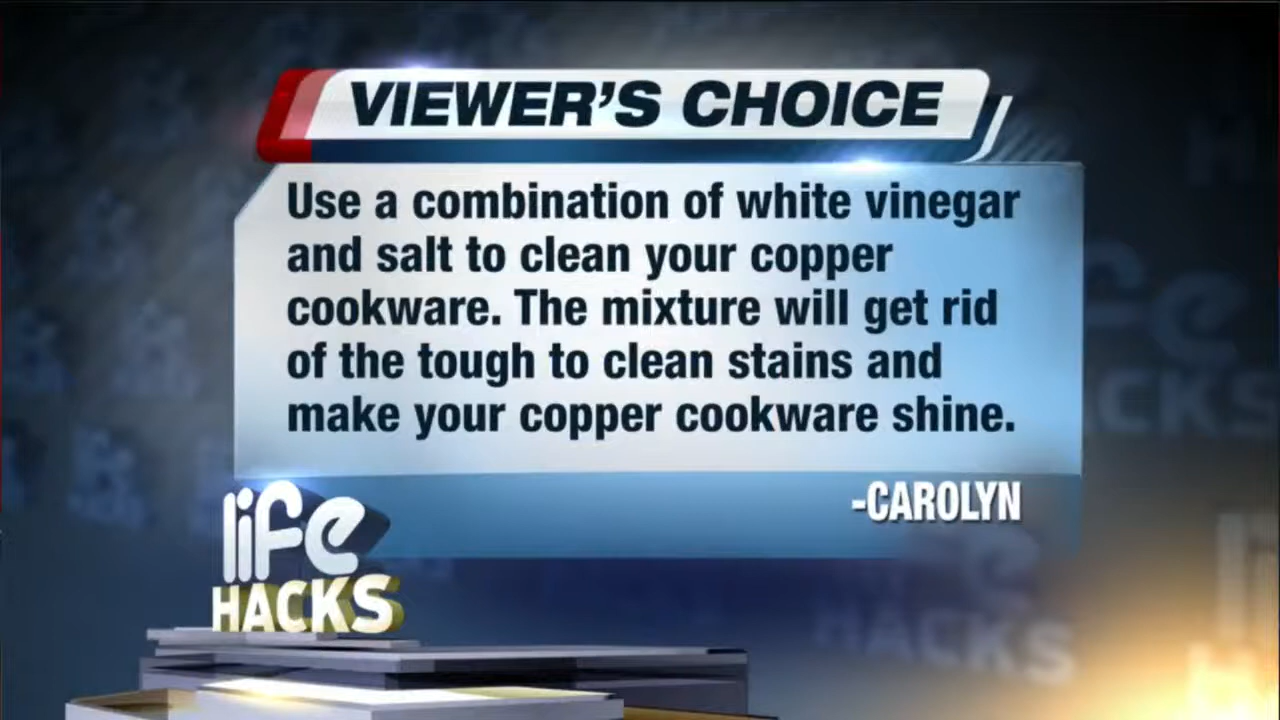 VIEWER'S CHOICE
Use a combination of white vinegar
and salt to clean your copper
cookware. The mixture will get rid
of the tough to clean stains and
make your copper cookware shine.
-CAROLYN
life
HACKS